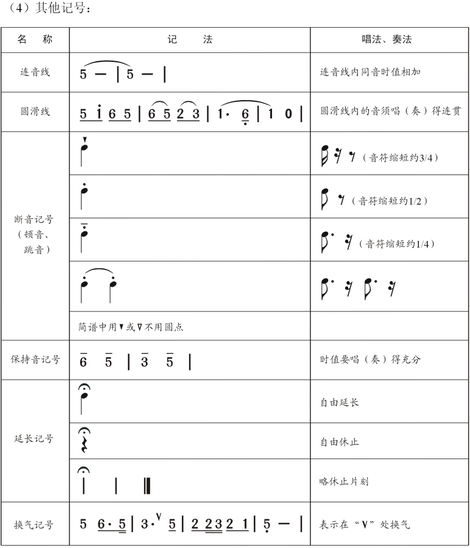 （4）其他记号：
名 称 记 法 唱法、奏法
连音线 5 — | 5 — | 连音线内同音时值相加
圆滑线 5 i 6 5 | 6 5 2 3 | 1· 6 | 1 0 | 圆滑线内的音须唱（奏）得连贯
（音符缩短约3/4）
（音符缩短约1/2）
断音记号
（顿音、
跳音）
（音符缩短约1/4）
简谱中用▼或∇不用圆点
保持音记号 6 5 | 3 5 | 时值要唱（奏）得充分
自由延长
延长记号
自由休止
略休止片刻
换气记号 5 6·5 | 3·V 5 | 2 23 2 1 | 5 — | 表示在“V”处换气